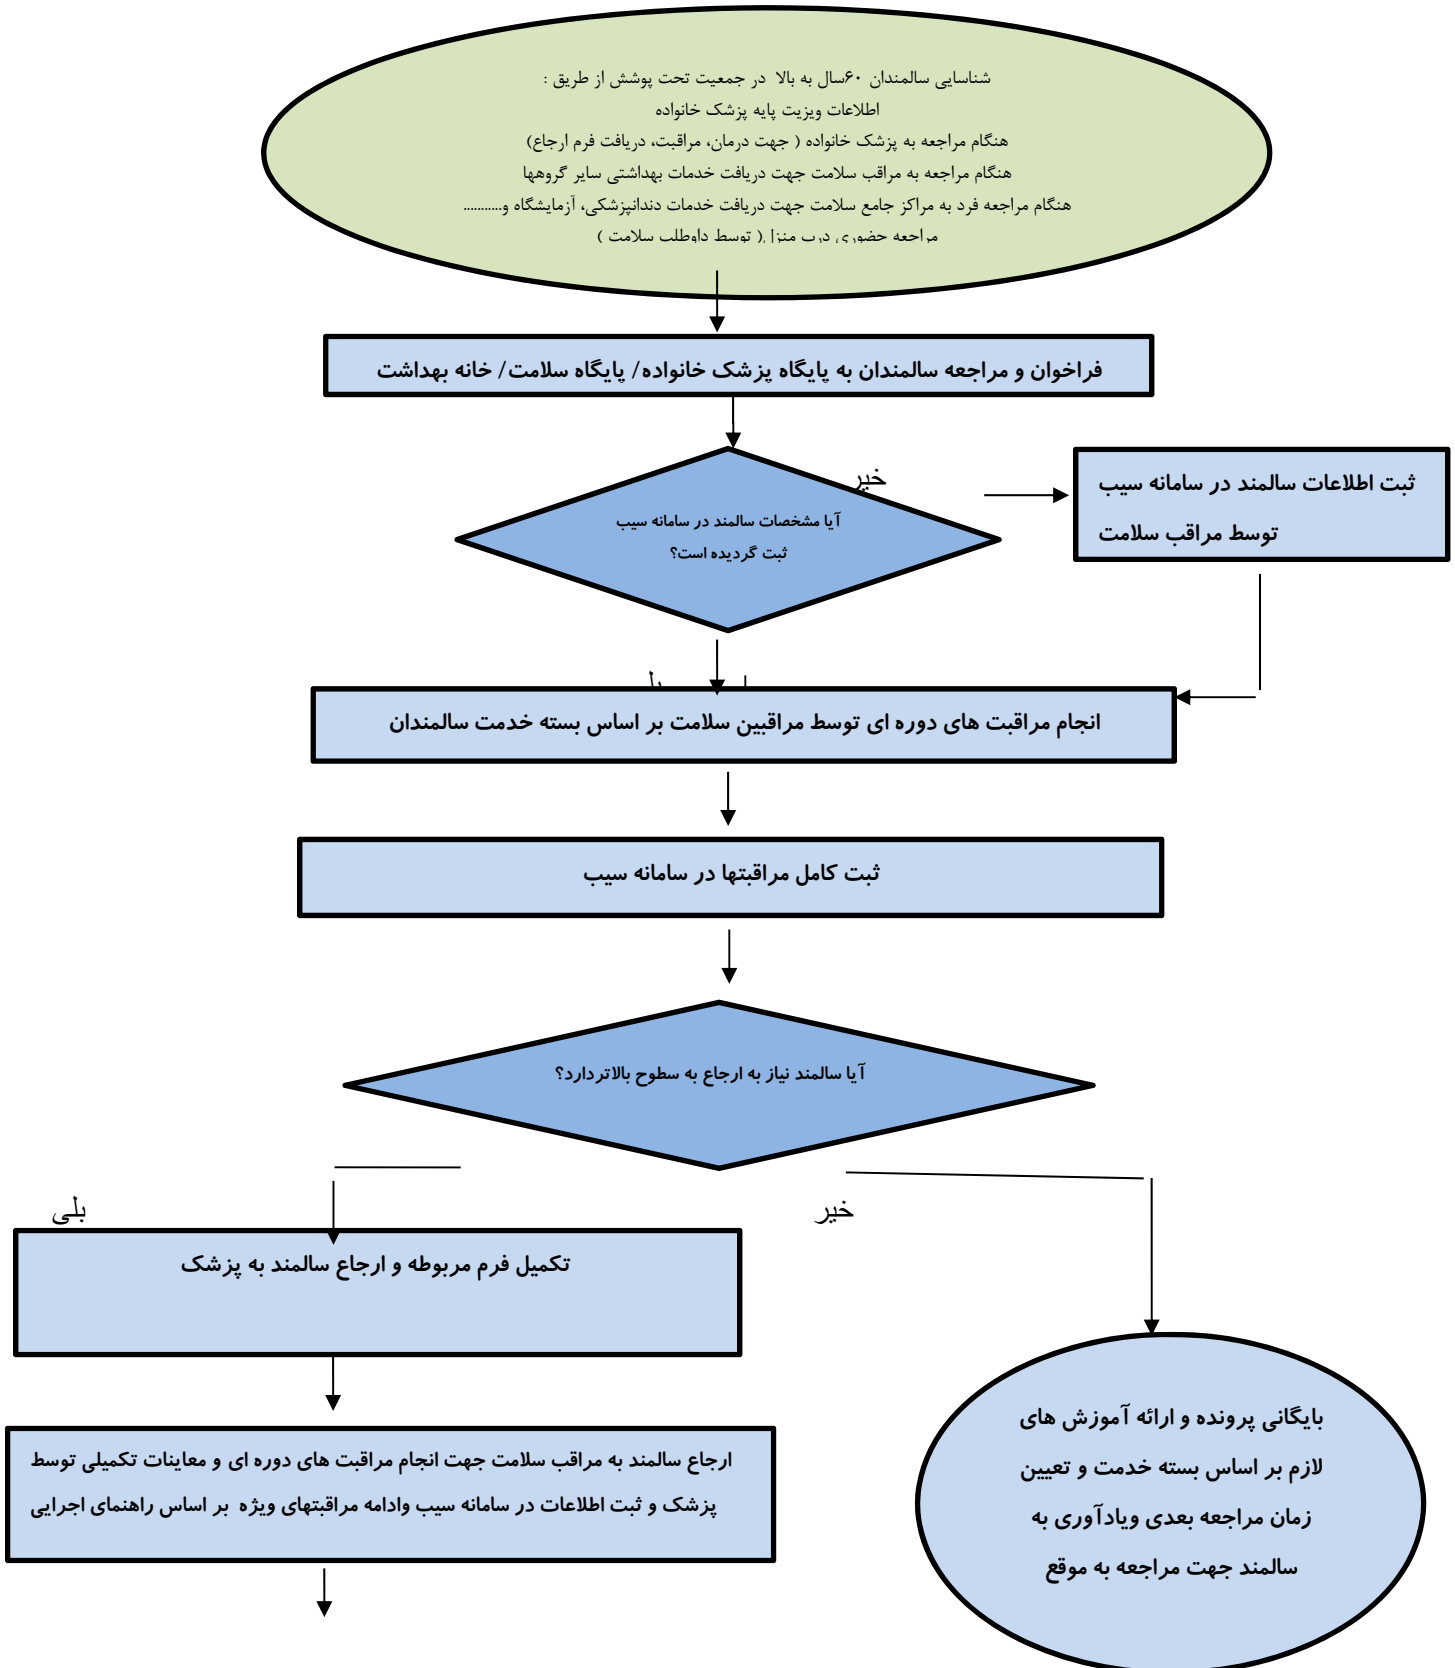 شناسایی سالمندان ۶۰سال به بالا در جمعیت تحت پوشش از طریق :
اطلاعات ویزیت پایه پزشک خانواده
هنگام مراجعه به پزشک خانواده ( جهت درمان، مراقبت، دریافت فرم ارجاع)
هنگام مراجعه به مراقب سلامت جهت دریافت خدمات بهداشتی سایر گروهها
هنگام مراجعه فرد به مراکز جامع سلامت جهت دریافت خدمات دندانپزشکی، آزمایشگاه و...........
مراجعه حضوری درب منزل( توسط داوطلب سلامت )
فراخوان و مراجعه سالمندان به پایگاه پزشک خانواده/ پایگاه سلامت/ خانه بهداشت
خیر
ثبت اطلاعات سالمند در سامانه سیب
توسط مراقب سلامت
آیا مشخصات سالمند در سامانه سیب
ثبت گردیده است؟
انجام مراقبت های دوره ای توسط مراقبین سلامت بر اساس بسته خدمت سالمندان
ثبت کامل مراقبتها در سامانه سیب
آیا سالمند نیاز به ارجاع به سطوح بالاتردارد؟
خیر
بلی
تکمیل فرم مربوطه و ارجاع سالمند به پزشک
ارجاع سالمند به مراقب سلامت جهت انجام مراقبت های دوره ای و معاینات تکمیلی توسط
پزشک و ثبت اطلاعات در سامانه سیب وادامه مراقبتهای ویژه بر اساس راهنمای اجرایی
بایگانی پرونده و ارائه آموزش های
لازم بر اساس بسته خدمت و تعیین
زمان مراجعه بعدی ویادآوری به
سالمند جهت مراجعه به موقع